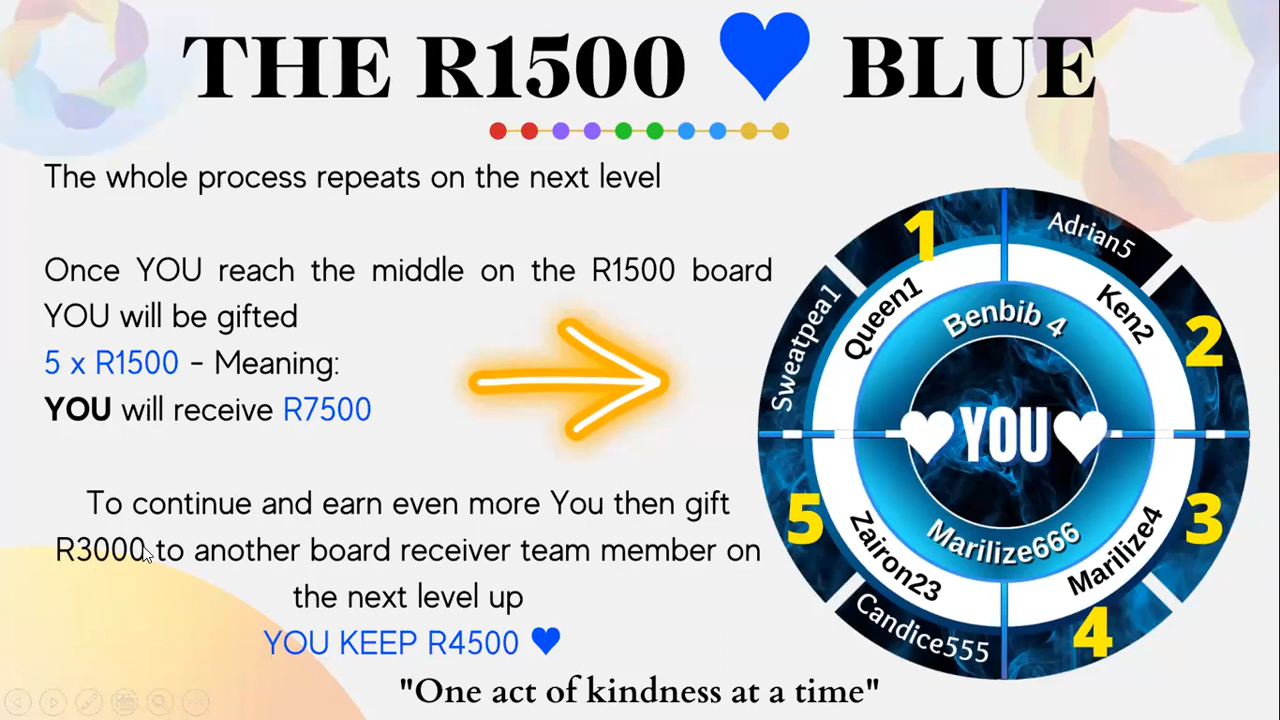 THE R1500 💙 BLUE
The whole process repeats on the next level
Once YOU reach the middle on the R1500 board
YOU will be gifted
5 x R1500 - Meaning:
YOU will receive R7500
To continue and earn even more You then gift
R3000 to another board receiver team member on
the next level up
YOU KEEP R4500 💙
"One act of kindness at a time"
1
Adrian5
2
3
4
Candice555
5
Sweatpea1
Queen1
Ken2
Marilize4
Zairon23
Benbib 4
Marilize666
YOU